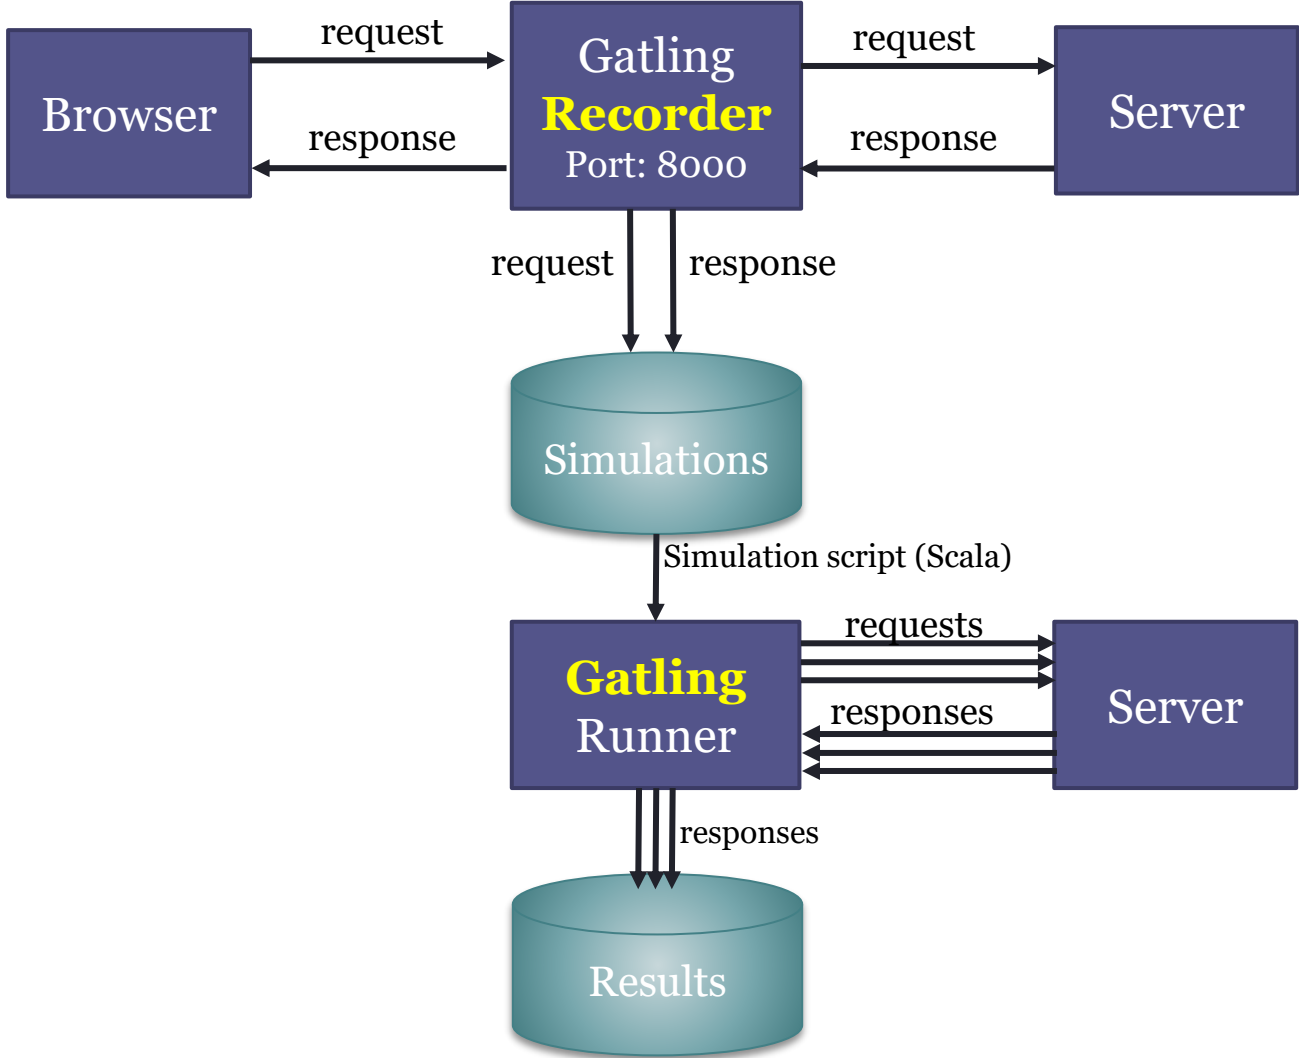 request
request
Browser
Gatling
Recorder
Port: 8000
Server
response
response
request
response
Simulations
Simulation script (Scala)
requests
Gatling
Runner
Server
responses
responses
Results